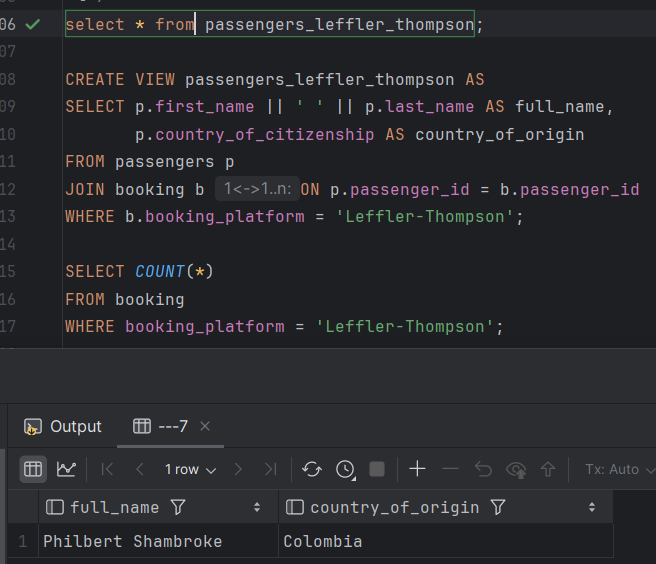 06 select * from passengers_leffler_thompson;
07
08 CREATE VIEW passengers_leffler_thompson AS
09 SELECT p.first_name || ' ' || p.last_name AS full_name,
10 p.country_of_citizenship AS country_of_origin
11 FROM passengers p
12 JOIN booking b 1<->1..n: ON p.passenger_id = b.passenger_id
13 WHERE b.booking_platform = 'Leffler-Thompson';
14
15 SELECT COUNT(*)
16 FROM booking
17 WHERE booking_platform = 'Leffler-Thompson';
Output ---7
1 row Tx: Auto
full_name country_of_origin
1 Philbert Shambroke Colombia